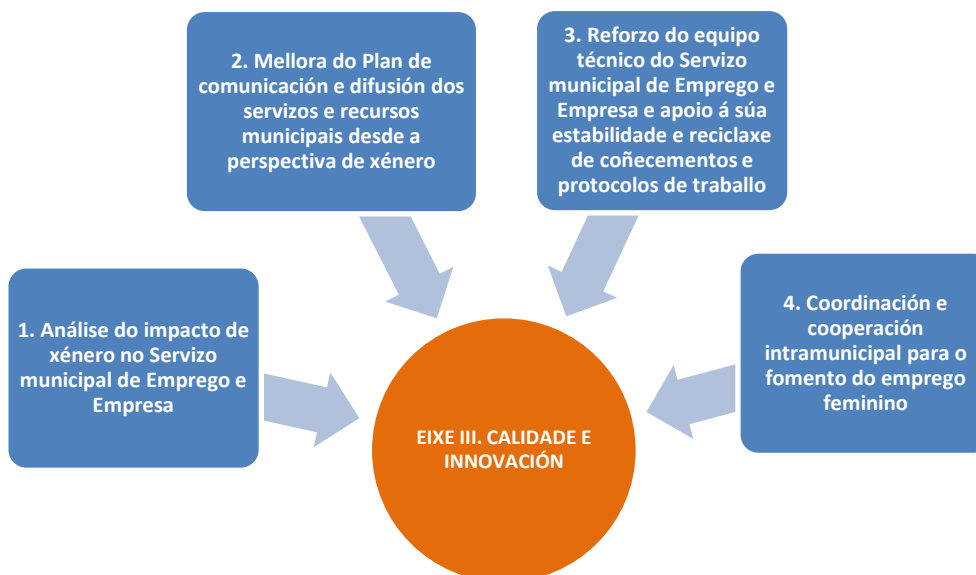 1. Análise do impacto de
xénero no Servizo
municipal de Emprego e
Empresa
2. Mellora do Plan de
comunicación e difusión dos
servizos e recursos
municipais desde a
perspectiva de xénero
3. Reforzo do equipo
técnico do Servizo
municipal de Emprego e
Empresa e apoio á súa
estabilidade e reciclaxe
de coñecementos e
protocolos de traballo
4. Coordinación e
cooperación
intramunicipal para o
fomento do emprego
feminino
EIXE III. CALIDADE E
INNOVACIÓN